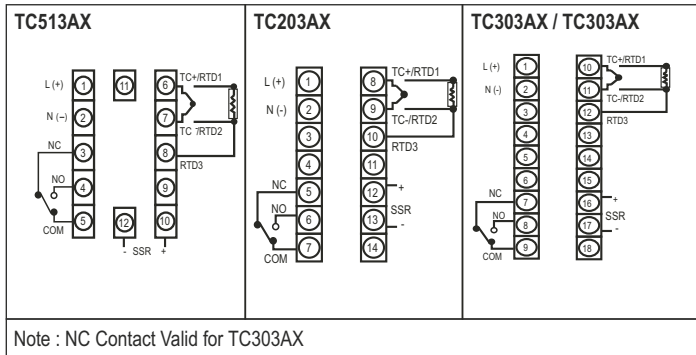 TC513AX
L (+) 1 11 6 TC+/RTD1
N (–) 2 7 TC-/RTD2
NC 3 8 RTD3
NO 4 9
COM 5 12 10
- SSR +
TC203AX
L (+) 1 8 TC+/RTD1
N (-) 2 9 TC-/RTD2
3 10 RTD3
4 11
NC 5 12 +
NO 6 13 SSR -
COM 7 14
TC303AX / TC303AX
L (+) 1 10 TC+/RTD1
N (-) 2 11 TC-/RTD2
3 12 RTD3
4 13
5 14
6 15
NC 7 16 +
NO 8 17 SSR -
COM 9 18
Note : NC Contact Valid for TC303AX